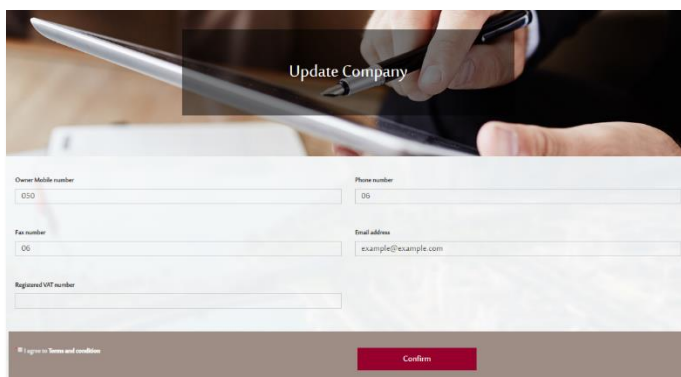 Update Company
Owner Mobile number
Phone number
050
06
Fax number
Email address
06
example@example.com
Registered VAT number
I agree to Terms and condition
Confirm